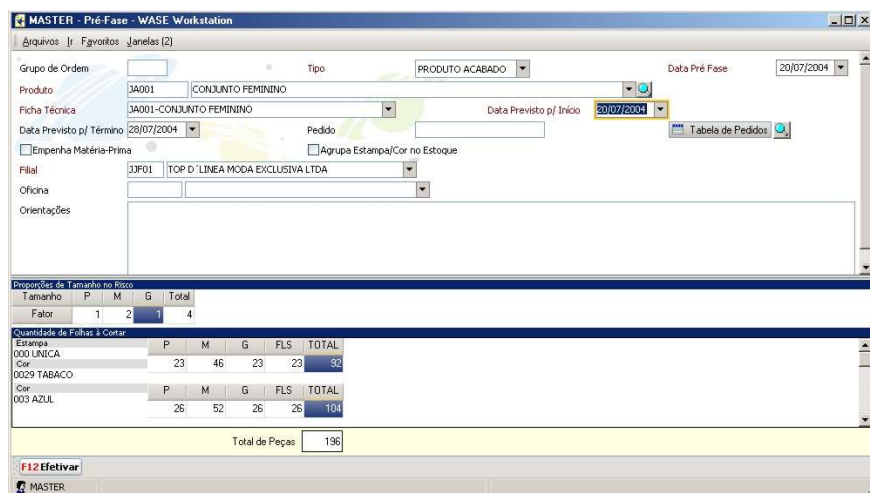 MASTER - Pré-Fase - WASE Workstation
Arquivos Ir Favoritos Janelas (2)
Grupo de Ordem Tipo PRODUTO ACABADO Data Pré Fase 20/07/2004
Produto JA001 CONJUNTO FEMININO
Ficha Técnica JA001-CONJUNTO FEMININO Data Previsto p/ Início 20/07/2004
Data Previsto p/ Término 28/07/2004 Pedido Tabela de Pedidos
Empenha Matéria-Prima Agrupa Estampa/Cor no Estoque
Filial JJF01 TOP D´LINEA MODA EXCLUSIVA LTDA
Oficina
Orientações
Proporções de Tamanho no Risco
Tamanho P M G Total
Fator 1 2 1 4
Quantidade de Folhas à Cortar
Estampa P M G FLS TOTAL
000 UNICA
Cor 23 46 23 23 92
0029 TABACO
Cor P M G FLS TOTAL
003 AZUL
26 52 26 26 104
Total de Peças 196
F12 Efetivar
MASTER